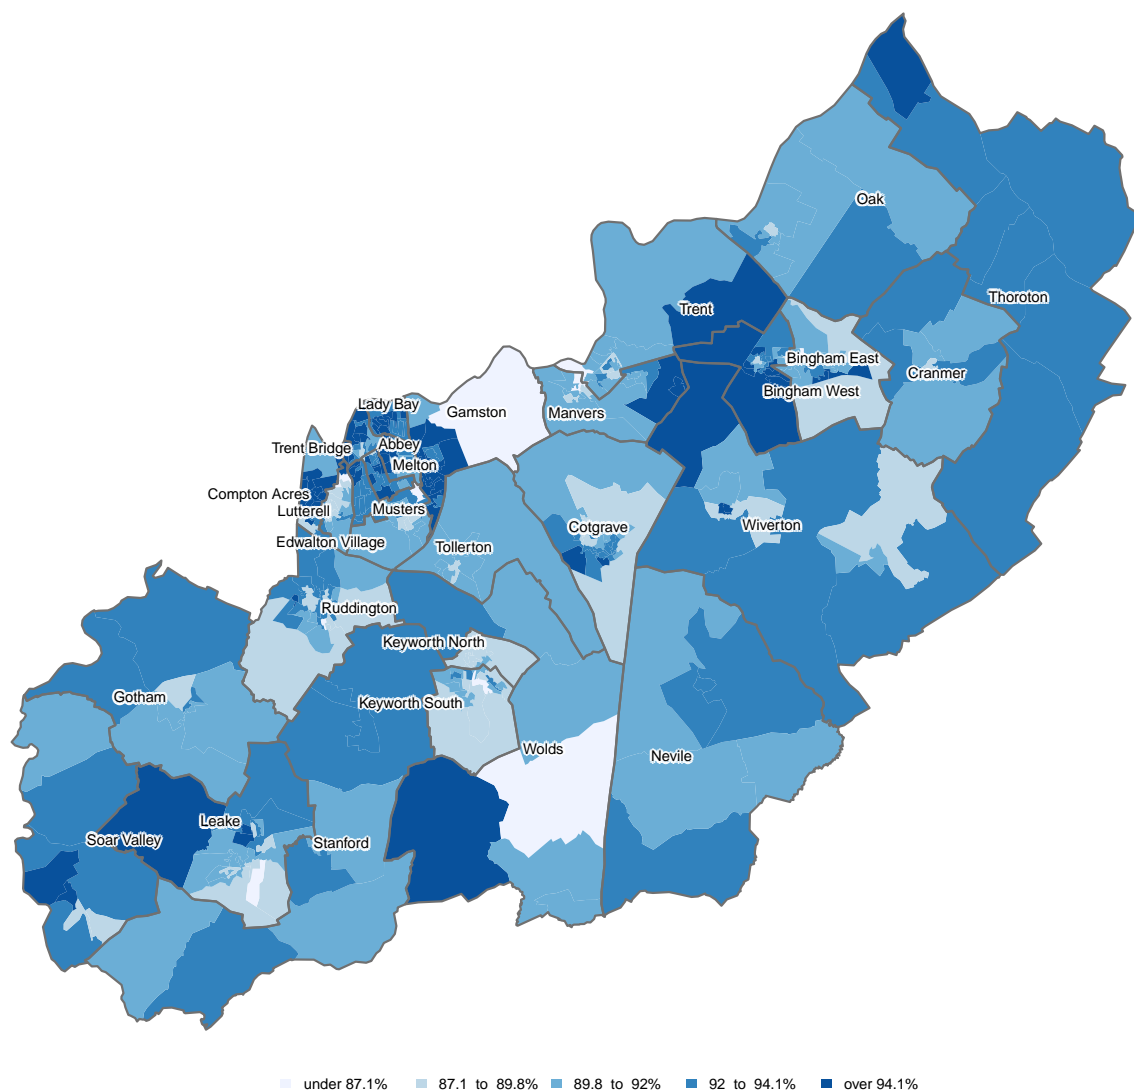 Oak
Thoroton
Trent
Bingham East
Cranmer
Bingham West
Lady Bay
Gamston
Manvers
Trent Bridge
Abbey
Melton
Compton Acres
Lutterell
Musters
Cotgrave
Wiverton
Edwalton Village
Tollerton
Ruddington
Keyworth North
Gotham
Keyworth South
Wolds
Nevile
Leake
Soar Valley
Stanford
under 87.1% 87.1 to 89.8% 89.8 to 92% 92 to 94.1% over 94.1%